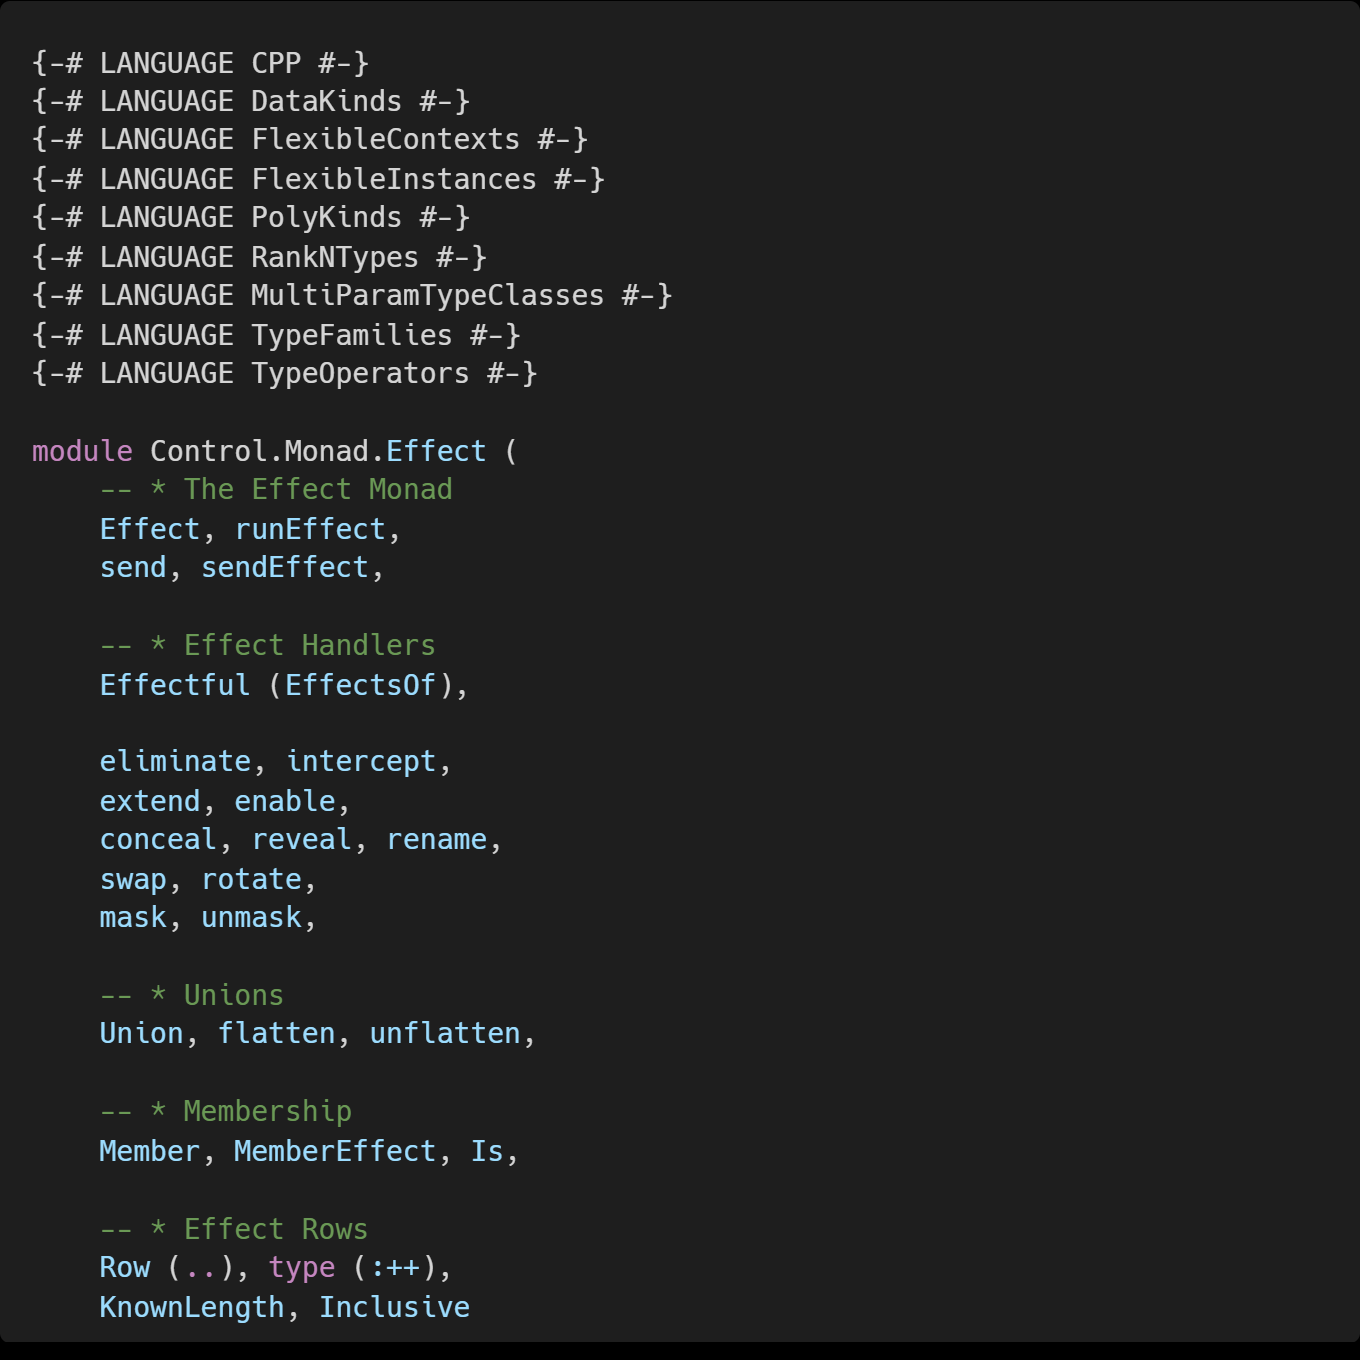 {-# LANGUAGE CPP #-}
{-# LANGUAGE DataKinds #-}
{-# LANGUAGE FlexibleContexts #-}
{-# LANGUAGE FlexibleInstances #-}
{-# LANGUAGE PolyKinds #-}
{-# LANGUAGE RankNTypes #-}
{-# LANGUAGE MultiParamTypeClasses #-}
{-# LANGUAGE TypeFamilies #-}
{-# LANGUAGE TypeOperators #-}

module Control.Monad.Effect (
    -- * The Effect Monad
    Effect, runEffect,
    send, sendEffect,

    -- * Effect Handlers
    Effectful (EffectsOf),

    eliminate, intercept,
    extend, enable,
    conceal, reveal, rename,
    swap, rotate,
    mask, unmask,

    -- * Unions
    Union, flatten, unflatten,

    -- * Membership
    Member, MemberEffect, Is,

    -- * Effect Rows
    Row (..), type (:++),
    KnownLength, Inclusive